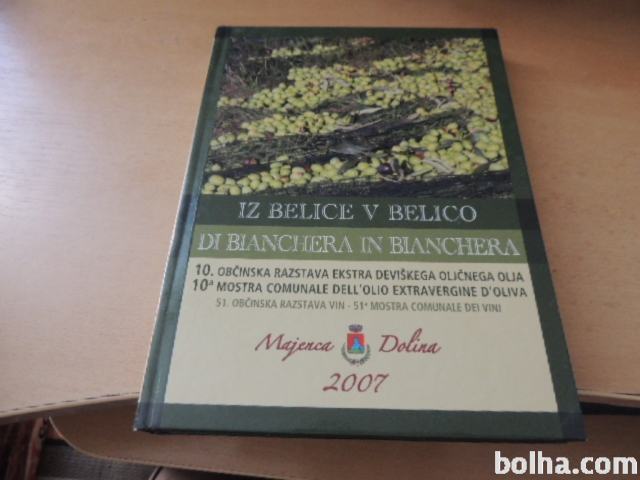 IZ BELICE V BELICO
DI BIANCHERA IN BIANCHERA
10. OBČINSKA RAZSTAVA EKSTRA DEVIŠKEGA OLJČNEGA OLJA
10ª MOSTRA COMUNALE DELL'OLIO EXTRAVERGINE D'OLIVA
51. OBČINSKA RAZSTAVA VIN - 51ª MOSTRA COMUNALE DEI VINI
Majenca Dolina
2007
bolha.com